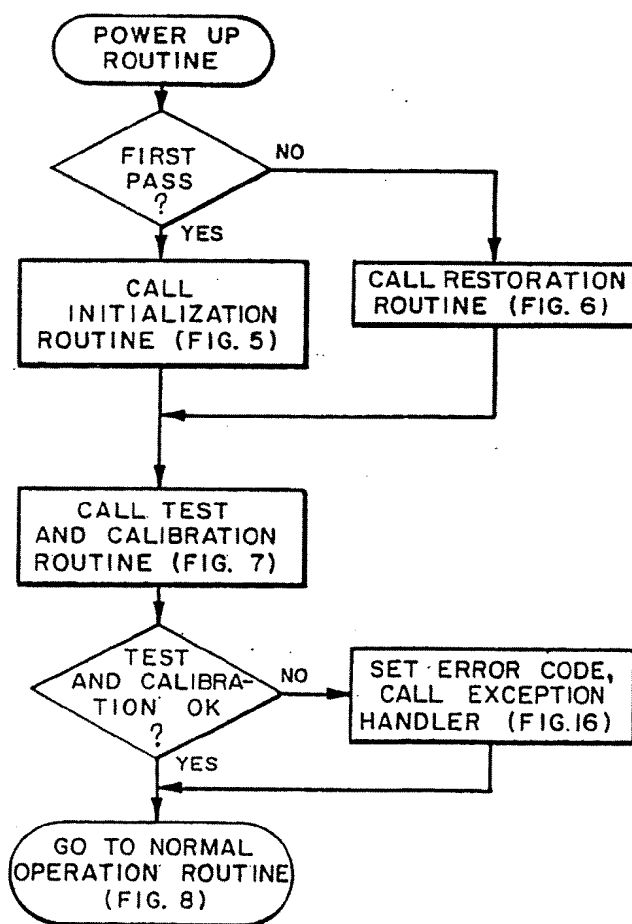 POWER UP
ROUTINE
FIRST
PASS
?
NO
YES
CALL
INITIALIZATION
ROUTINE (FIG. 5)
CALL RESTORATION
ROUTINE (FIG. 6)
CALL TEST
AND CALIBRATION
ROUTINE (FIG. 7)
TEST
AND CALIBRA-
TION OK
?
NO
YES
SET ERROR CODE,
CALL EXCEPTION
HANDLER (FIG.16)
GO TO NORMAL
OPERATION ROUTINE
(FIG. 8)